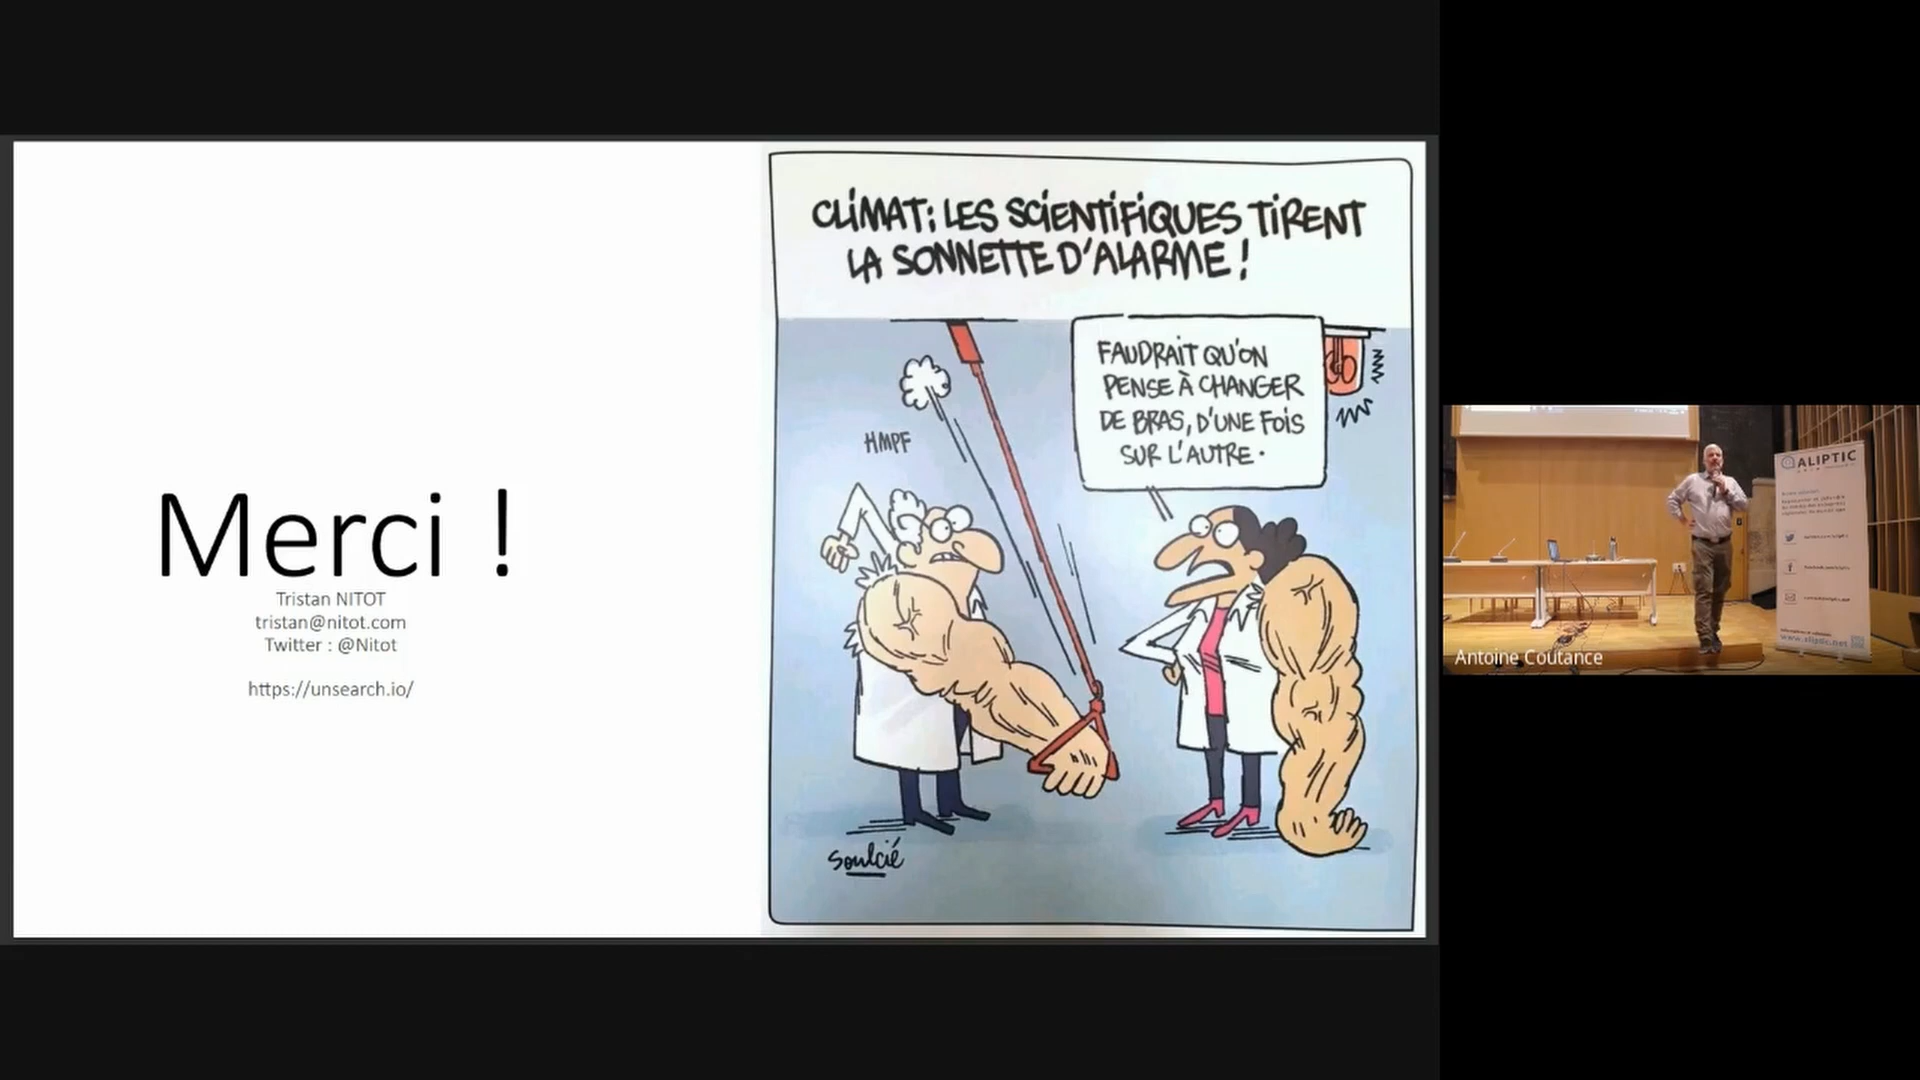 Merci !
Tristan NITOT
tristan@nitot.com
Twitter : @Nitot
https://unsearch.io/
CLIMAT : LES SCIENTIFIQUES TIRENT
LA SONNETTE D'ALARME !
FAUDRAIT QU'ON
PENSE À CHANGER
DE BRAS, D'UNE FOIS
SUR L'AUTRE.
HMPF
Soulcié
ALIPTIC
www.aliptic.net
Antoine Coutance